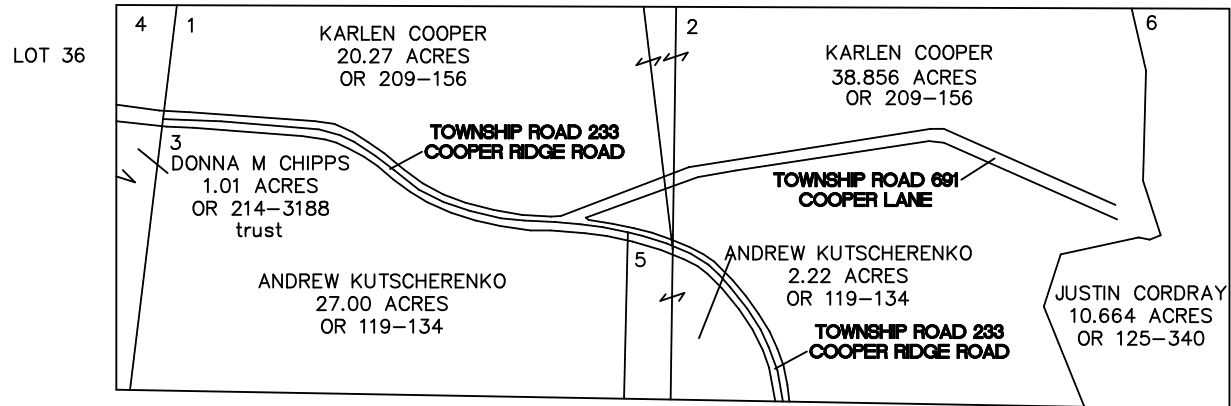 LOT 36
4
1
KARLEN COOPER
20.27 ACRES
OR 209-156
2
KARLEN COOPER
38.856 ACRES
OR 209-156
6
TOWNSHIP ROAD 233
COOPER RIDGE ROAD
3
DONNA M CHIPPS
1.01 ACRES
OR 214-3188
trust
TOWNSHIP ROAD 691
COOPER LANE
ANDREW KUTSCHERENKO
27.00 ACRES
OR 119-134
5
ANDREW KUTSCHERENKO
2.22 ACRES
OR 119-134
JUSTIN CORDRAY
10.664 ACRES
OR 125-340
TOWNSHIP ROAD 233
COOPER RIDGE ROAD